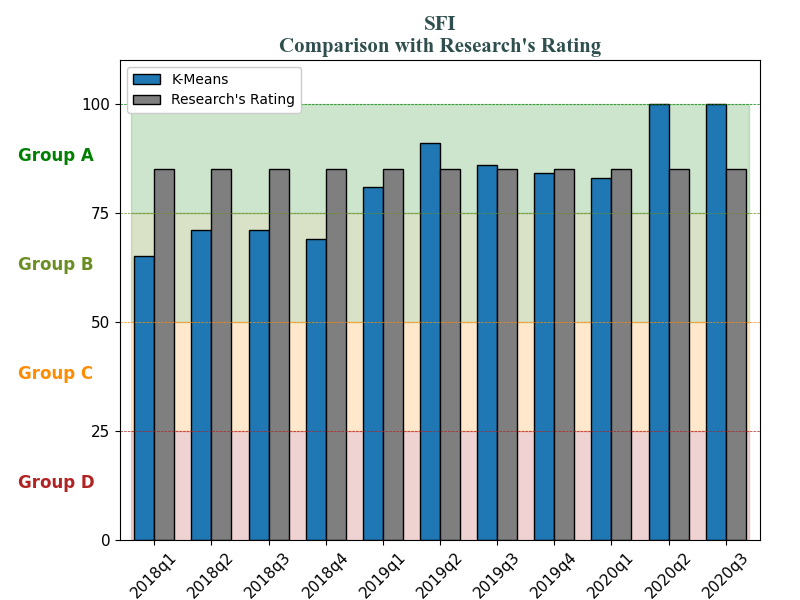 SFI
Comparison with Research's Rating
K-Means
Research's Rating
100
75
50
25
0
Group A
Group B
Group C
Group D
2018q1
2018q2
2018q3
2018q4
2019q1
2019q2
2019q3
2019q4
2020q1
2020q2
2020q3